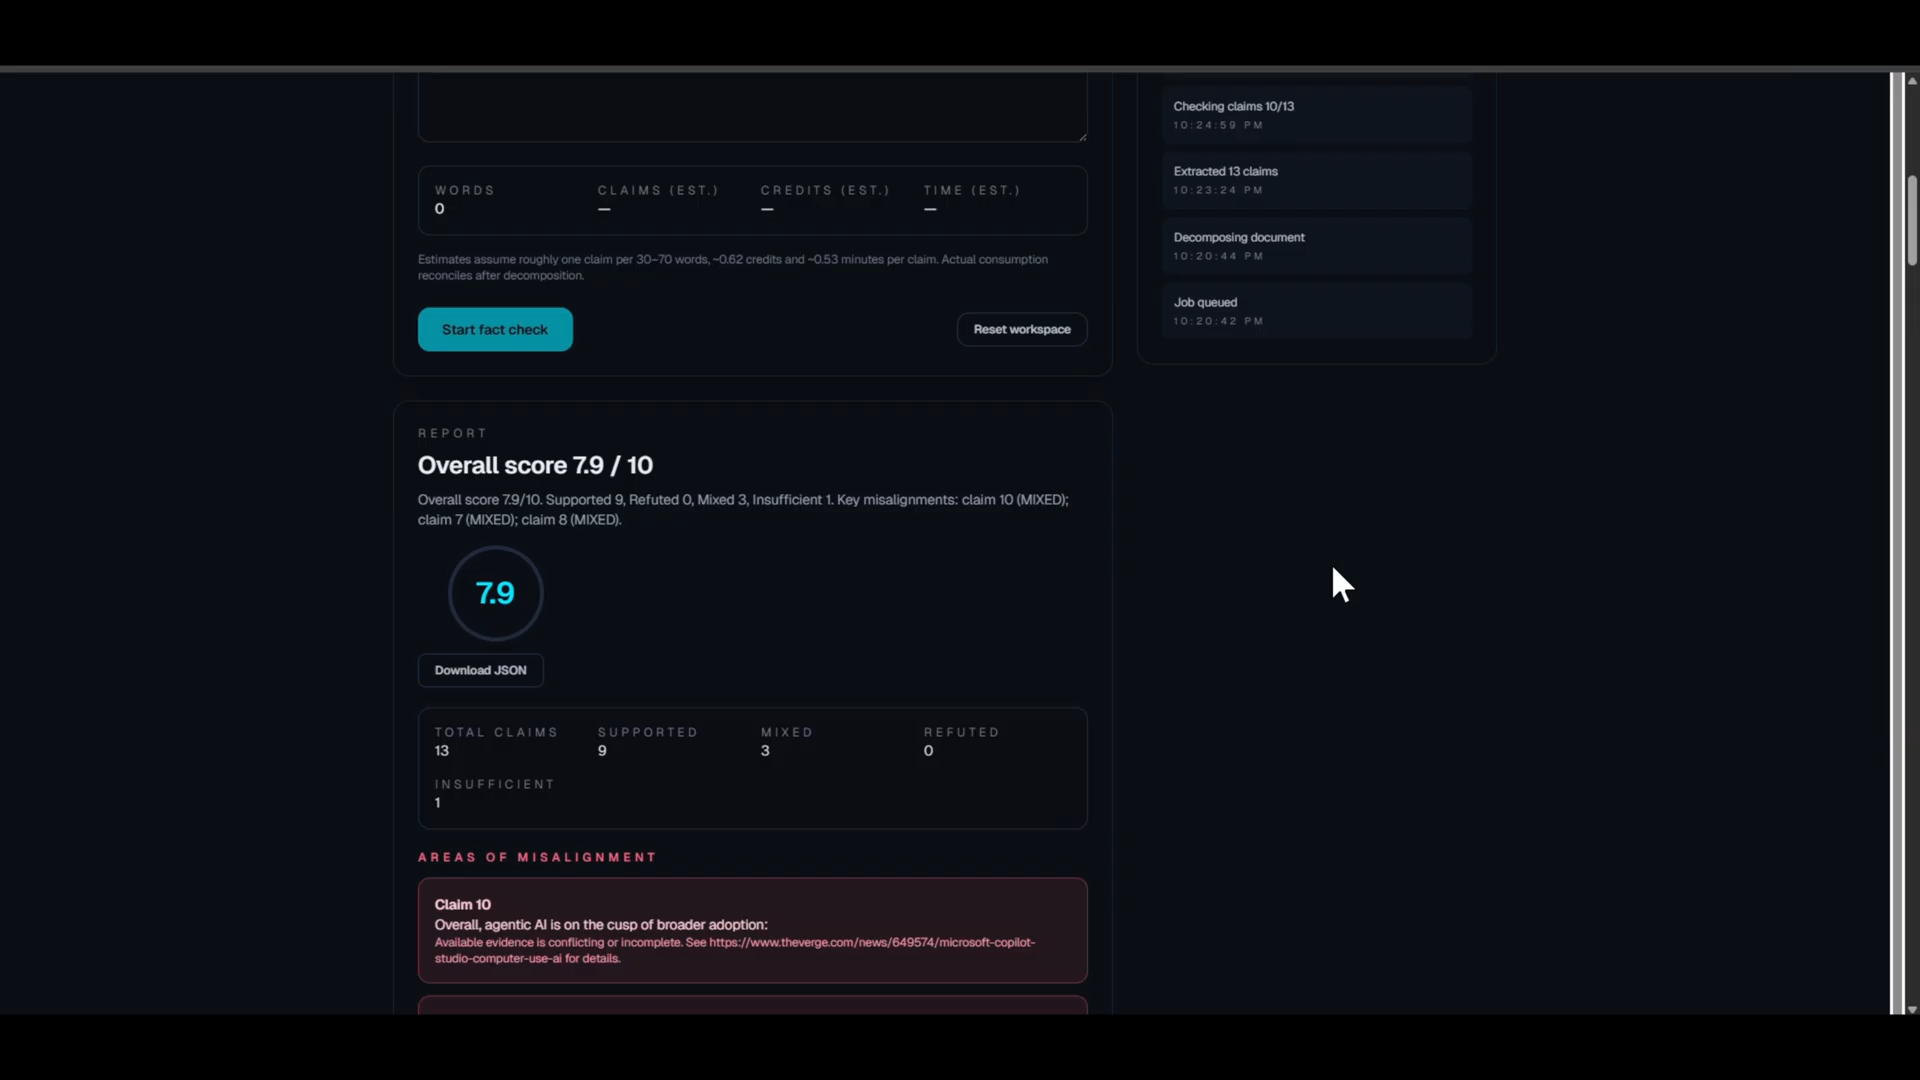 WORDS
0
CLAIMS (EST.)
—
CREDITS (EST.)
—
TIME (EST.)
—
Estimates assume roughly one claim per 30–70 words, ~0.62 credits and ~0.53 minutes per claim. Actual consumption
reconciles after decomposition.
Start fact check
Reset workspace
Checking claims 10/13
10:24:59 PM
Extracted 13 claims
10:23:24 PM
Decomposing document
10:20:44 PM
Job queued
10:20:42 PM
REPORT
Overall score 7.9 / 10
Overall score 7.9/10. Supported 9, Refuted 0, Mixed 3, Insufficient 1. Key misalignments: claim 10 (MIXED);
claim 7 (MIXED); claim 8 (MIXED).
7.9
Download JSON
TOTAL CLAIMS
13
SUPPORTED
9
MIXED
3
REFUTED
0
INSUFFICIENT
1
AREAS OF MISALIGNMENT
Claim 10
Overall, agentic AI is on the cusp of broader adoption:
Available evidence is conflicting or incomplete. See https://www.theverge.com/news/649574/microsoft-copilot-
studio-computer-use-ai for details.